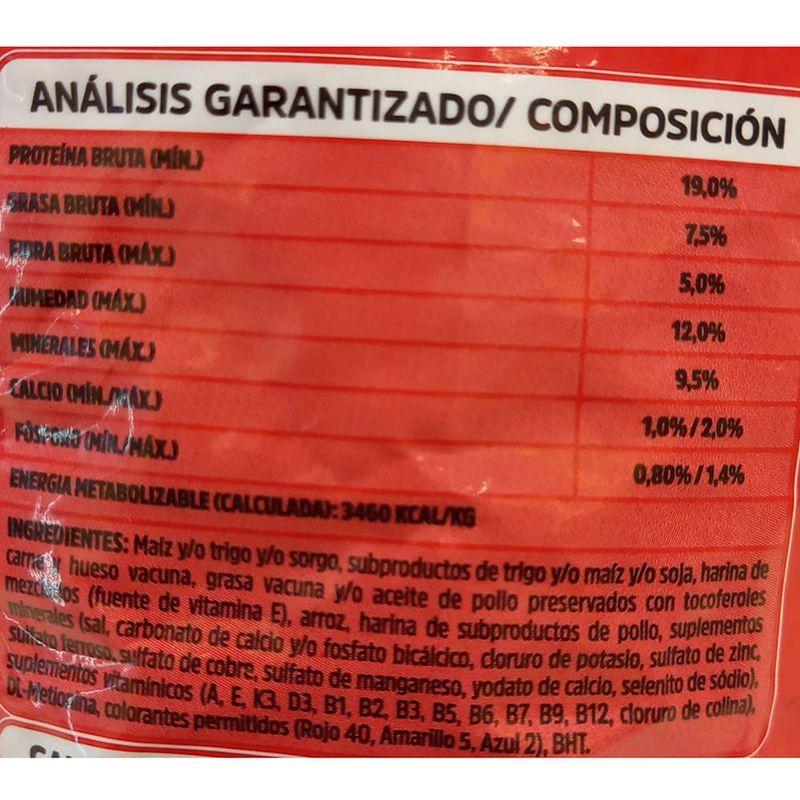 ANÁLISIS GARANTIZADO/ COMPOSICIÓN
PROTEÍNA BRUTA (MÍN.) 19,0%
GRASA BRUTA (MÍN.) 7,5%
FIBRA BRUTA (MÁX.) 5,0%
HUMEDAD (MÁX.) 12,0%
MINERALES (MÁX.) 9,5%
CALCIO (MÍN./MÁX.) 1,0%/2,0%
FÓSFORO (MÍN./MÁX.) 0,80%/1,4%
ENERGIA METABOLIZABLE (CALCULADA): 3460 KCAL/KG
INGREDIENTES: Maíz y/o trigo y/o sorgo, subproductos de trigo y/o maíz y/o soja, harina de
carne y hueso vacuna, grasa vacuna y/o aceite de pollo preservados con tocoferoles
mezclados (fuente de vitamina E), arroz, harina de subproductos de pollo, suplementos
minerales (sal, carbonato de calcio y/o fosfato bicálcico, cloruro de potasio, sulfato de zinc,
sulfato ferroso, sulfato de cobre, sulfato de manganeso, yodato de calcio, selenito de sódio),
suplementos vitamínicos (A, E, K3, D3, B1, B2, B3, B5, B6, B7, B9, B12, cloruro de colina),
DL-Metionina, colorantes permitidos (Rojo 40, Amarillo 5, Azul 2), BHT.